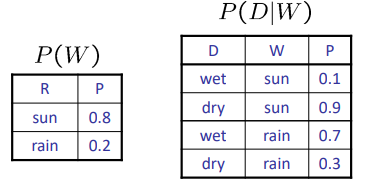 P(W)
R P
sun 0.8
rain 0.2
P(D|W)
D W P
wet sun 0.1
dry sun 0.9
wet rain 0.7
dry rain 0.3